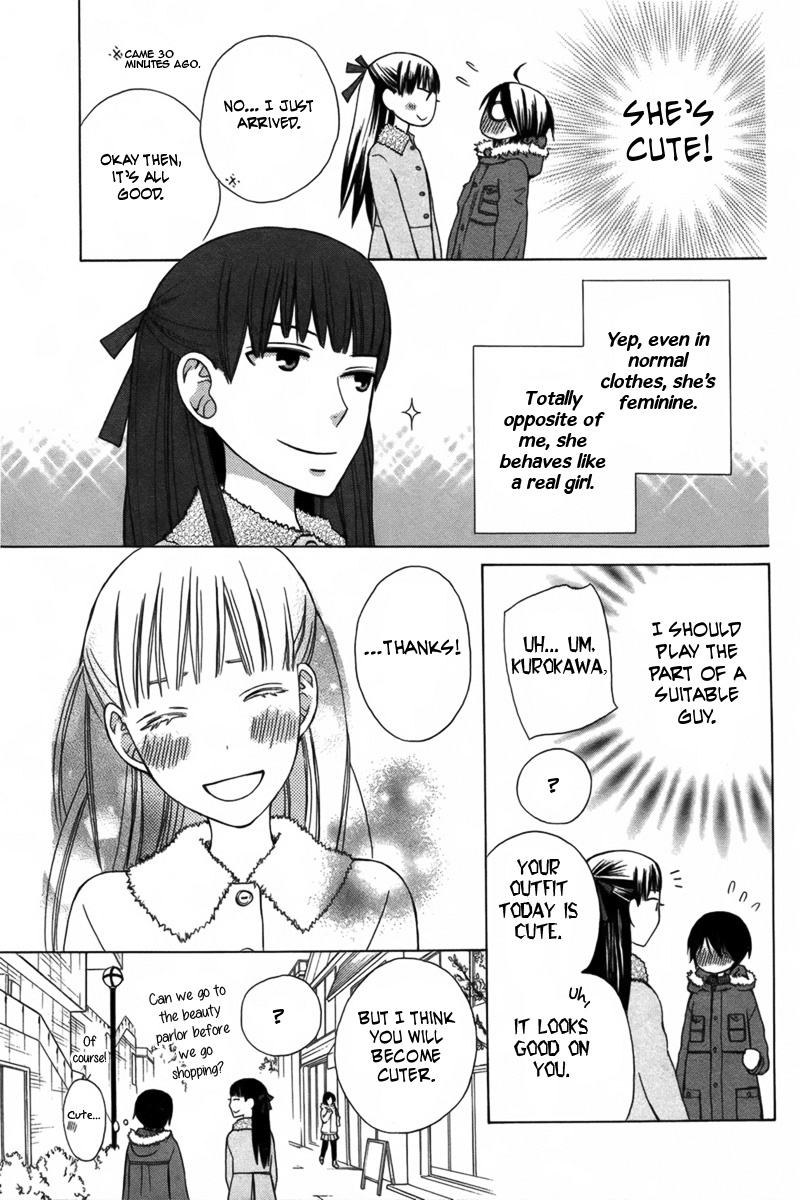 SHE'S
CUTE!
※ CAME 30
MINUTES AGO.
NO... I JUST
ARRIVED.
※
OKAY THEN,
IT'S ALL
GOOD.
Yep, even in
normal
clothes, she's
feminine.
Totally
opposite of
me, she
behaves like
a real girl.
I SHOULD
PLAY THE
PART OF A
SUITABLE
GUY.
UH... UM,
KUROKAWA,
?
YOUR
OUTFIT
TODAY IS
CUTE.
Uh,
IT LOOKS
GOOD ON
YOU.
...THANKS!
BUT I THINK
YOU WILL
BECOME
CUTER.
?
Can we go to
the beauty
parlor before
we go
shopping?
Of
course!
Cute...